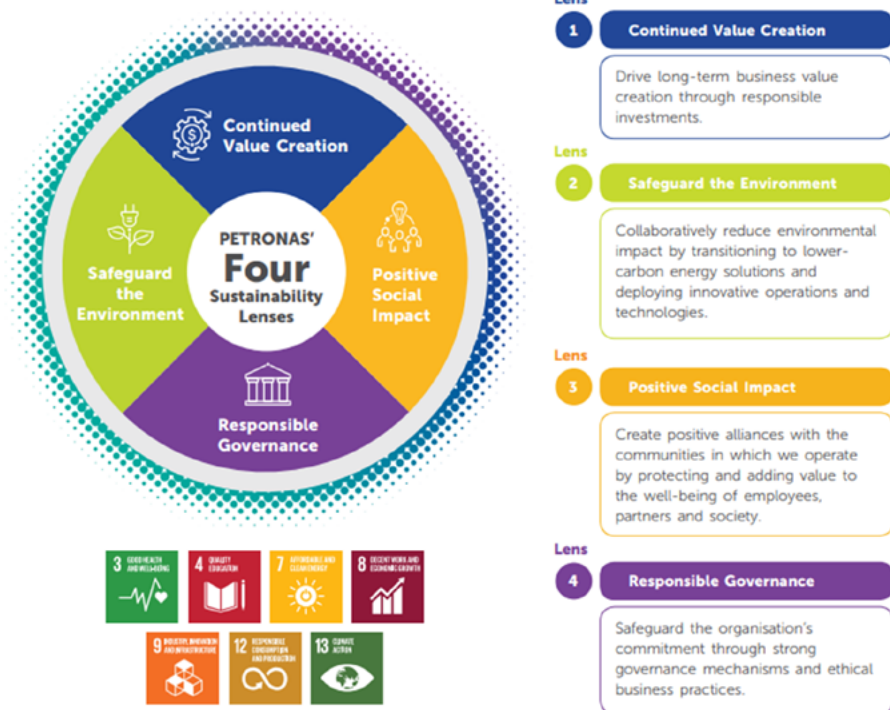 Continued
Value Creation
Safeguard
the
Environment
PETRONAS'
Four
Sustainability
Lenses
Positive
Social
Impact
Responsible
Governance
3 GOOD HEALTH
AND WELL-BEING
4 QUALITY
EDUCATION
7 AFFORDABLE AND
CLEAN ENERGY
8 DECENT WORK AND
ECONOMIC GROWTH
9 INDUSTRY, INNOVATION
AND INFRASTRUCTURE
12 RESPONSIBLE
CONSUMPTION
AND PRODUCTION
13 CLIMATE
ACTION
Lens
1 Continued Value Creation
Drive long-term business value
creation through responsible
investments.
Lens
2 Safeguard the Environment
Collaboratively reduce environmental
impact by transitioning to lower-
carbon energy solutions and
deploying innovative operations and
technologies.
Lens
3 Positive Social Impact
Create positive alliances with the
communities in which we operate
by protecting and adding value to
the well-being of employees,
partners and society.
Lens
4 Responsible Governance
Safeguard the organisation's
commitment through strong
governance mechanisms and ethical
business practices.